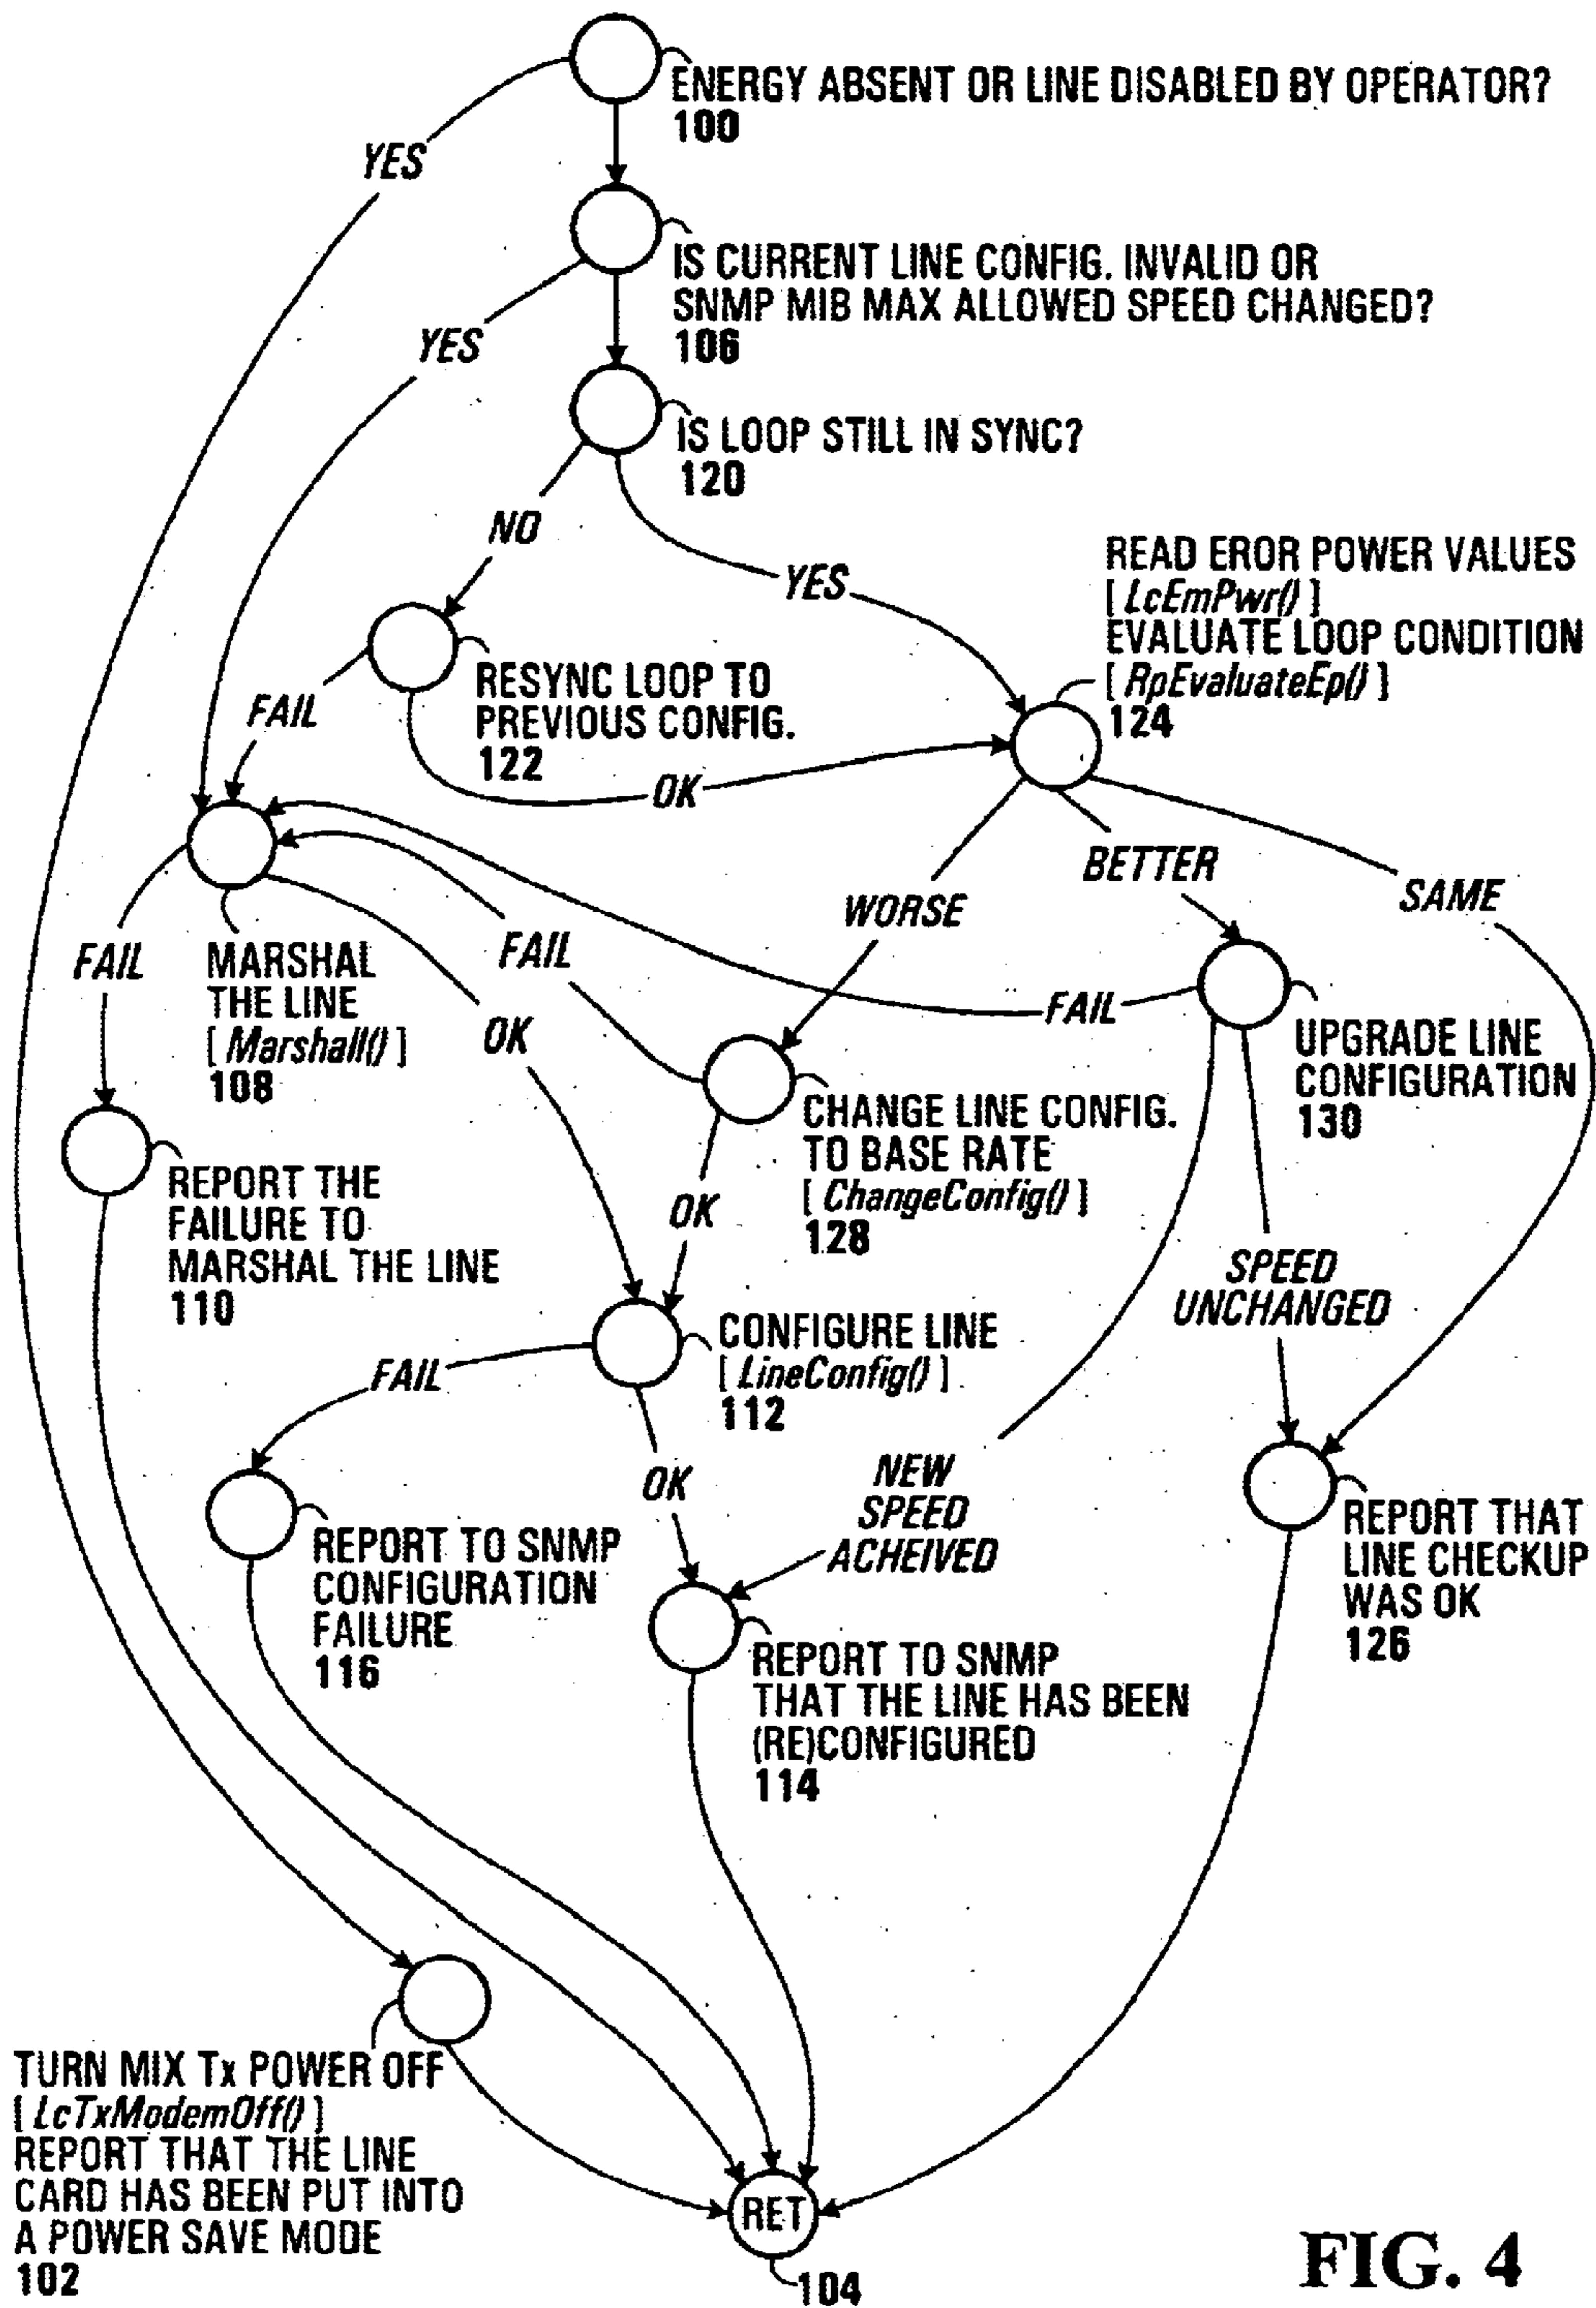 ENERGY ABSENT OR LINE DISABLED BY OPERATOR?
100
YES
IS CURRENT LINE CONFIG. INVALID OR
SNMP MIB MAX ALLOWED SPEED CHANGED?
106
YES
IS LOOP STILL IN SYNC?
120
NO
YES
READ EROR POWER VALUES
[ LcEmPwr() ]
EVALUATE LOOP CONDITION
[ RpEvaluateEp() ]
124
RESYNC LOOP TO
PREVIOUS CONFIG.
122
FAIL
OK
BETTER
SAME
WORSE
FAIL
MARSHAL
THE LINE
[ Marshall() ]
108
FAIL
OK
FAIL
UPGRADE LINE
CONFIGURATION
130
CHANGE LINE CONFIG.
TO BASE RATE
[ ChangeConfig() ]
128
REPORT THE
FAILURE TO
MARSHAL THE LINE
110
OK
SPEED
UNCHANGED
CONFIGURE LINE
[ LineConfig() ]
112
FAIL
OK
NEW
SPEED
ACHEIVED
REPORT TO SNMP
CONFIGURATION
FAILURE
116
REPORT THAT
LINE CHECKUP
WAS OK
126
REPORT TO SNMP
THAT THE LINE HAS BEEN
(RE)CONFIGURED
114
TURN MIX Tx POWER OFF
[ LcTxModemOff() ]
REPORT THAT THE LINE
CARD HAS BEEN PUT INTO
A POWER SAVE MODE
102
RET
104
FIG. 4